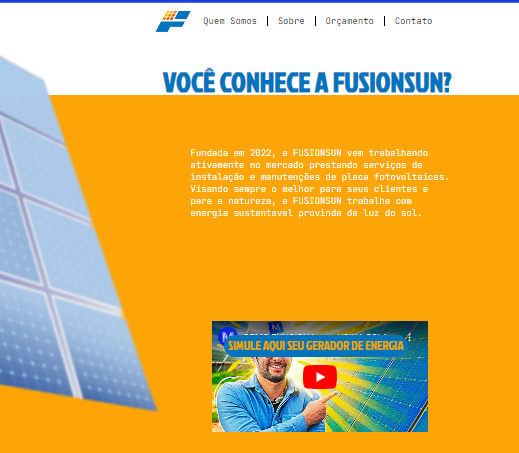 Quem Somos | Sobre | Orçamento | Contato
VOCÊ CONHECE A FUSIONSUN?
Fundada em 2022, a FUSIONSUN vem trabalhando
ativamente no mercado prestando serviços de
instalação e manutenções de placa fotovoltaicas.
Visando sempre o melhor para seus clientes e
para a natureza, a FUSIONSUN trabalha com
energia sustentavel provinda da luz do sol.
SIMULE AQUI SEU GERADOR DE ENERGIA